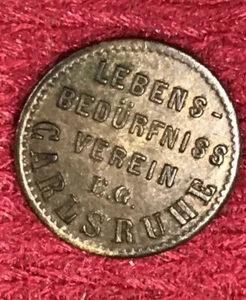 LEBENS-
BEDÜRFNISS
VEREIN
E.G.
CARLSRUHE